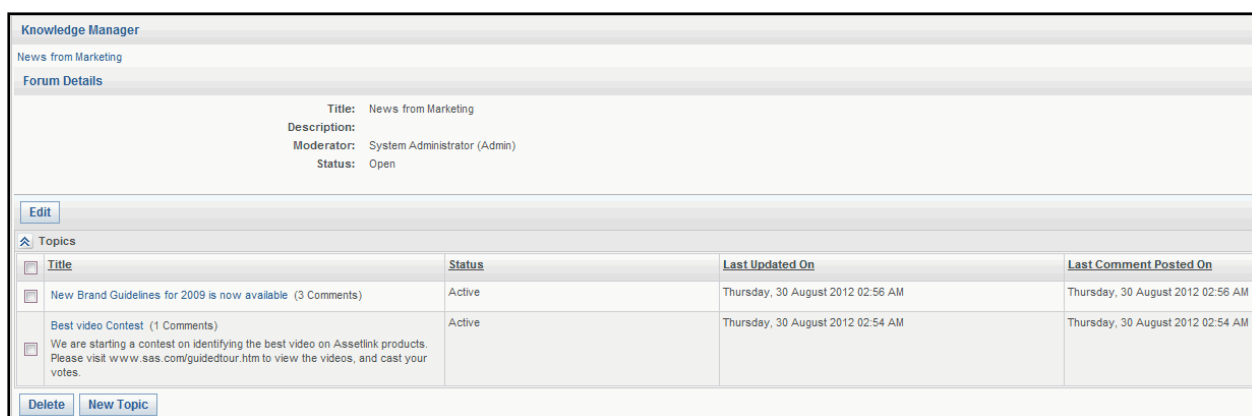 Knowledge Manager
News from Marketing
Forum Details
Title: News from Marketing
Description:
Moderator: System Administrator (Admin)
Status: Open
Edit
Topics
Title Status Last Updated On Last Comment Posted On
New Brand Guidelines for 2009 is now available (3 Comments) Active Thursday, 30 August 2012 02:56 AM Thursday, 30 August 2012 02:56 AM
Best video Contest (1 Comments) Active Thursday, 30 August 2012 02:54 AM Thursday, 30 August 2012 02:54 AM
We are starting a contest on identifying the best video on Assetlink products.
Please visit www.sas.com/guidedtour.htm to view the videos, and cast your
votes.
Delete New Topic